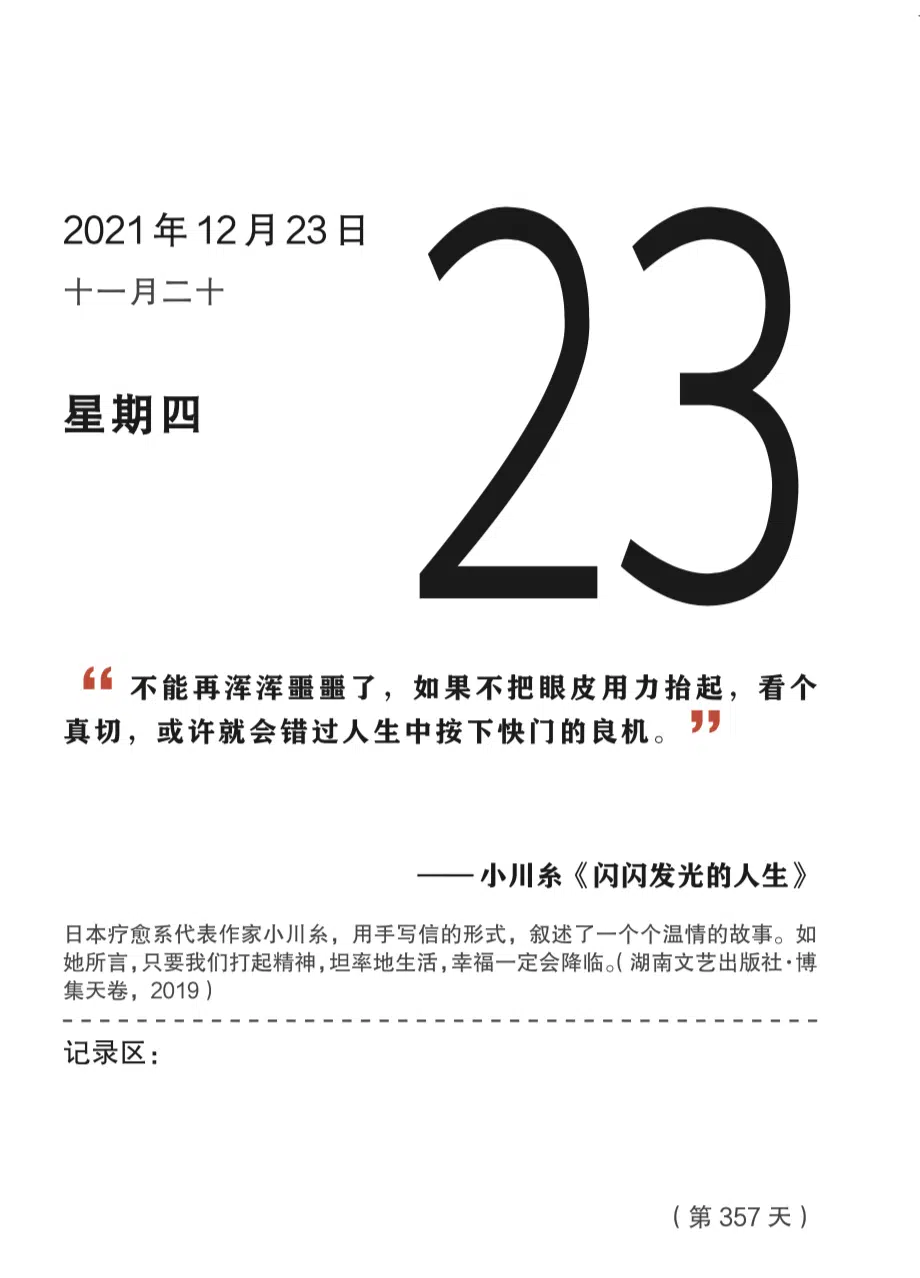 2021年12月23日
十一月二十
星期四
23
“不能再浑浑噩噩了，如果不把眼皮用力抬起，看个
真切，或许就会错过人生中按下快门的良机。”
——小川糸《闪闪发光的人生》
日本疗愈系代表作家小川糸，用手写信的形式，叙述了一个个温情的故事。如
她所言，只要我们打起精神，坦率地生活，幸福一定会降临。（湖南文艺出版社·博
集天卷，2019）
记录区：
（第 357 天）